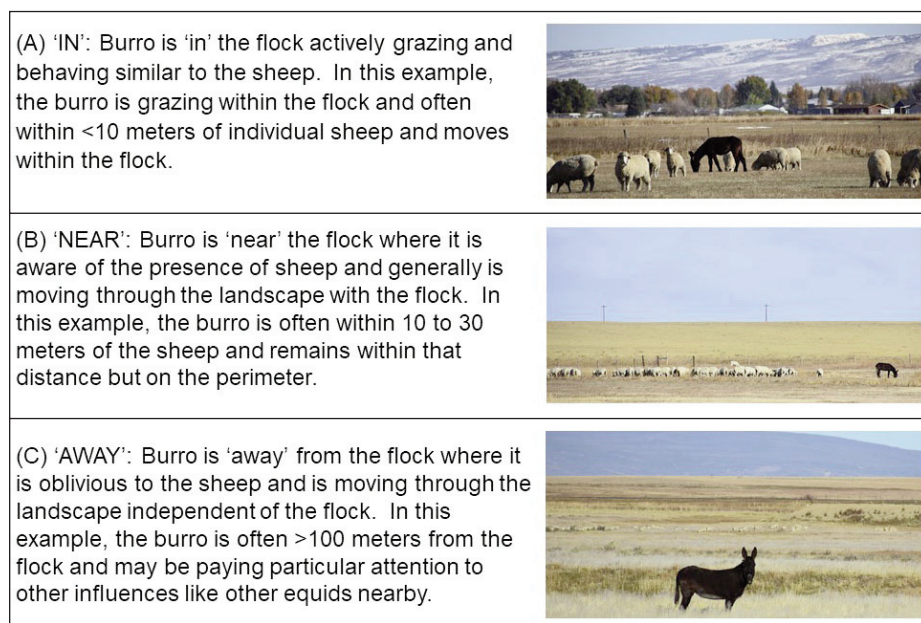 (A) ‘IN’: Burro is ‘in’ the flock actively grazing and
behaving similar to the sheep. In this example,
the burro is grazing within the flock and often
within <10 meters of individual sheep and moves
within the flock.
(B) ‘NEAR’: Burro is ‘near’ the flock where it is
aware of the presence of sheep and generally is
moving through the landscape with the flock. In
this example, the burro is often within 10 to 30
meters of the sheep and remains within that
distance but on the perimeter.
(C) ‘AWAY’: Burro is ‘away’ from the flock where it
is oblivious to the sheep and is moving through the
landscape independent of the flock. In this
example, the burro is often >100 meters from the
flock and may be paying particular attention to
other influences like other equids nearby.